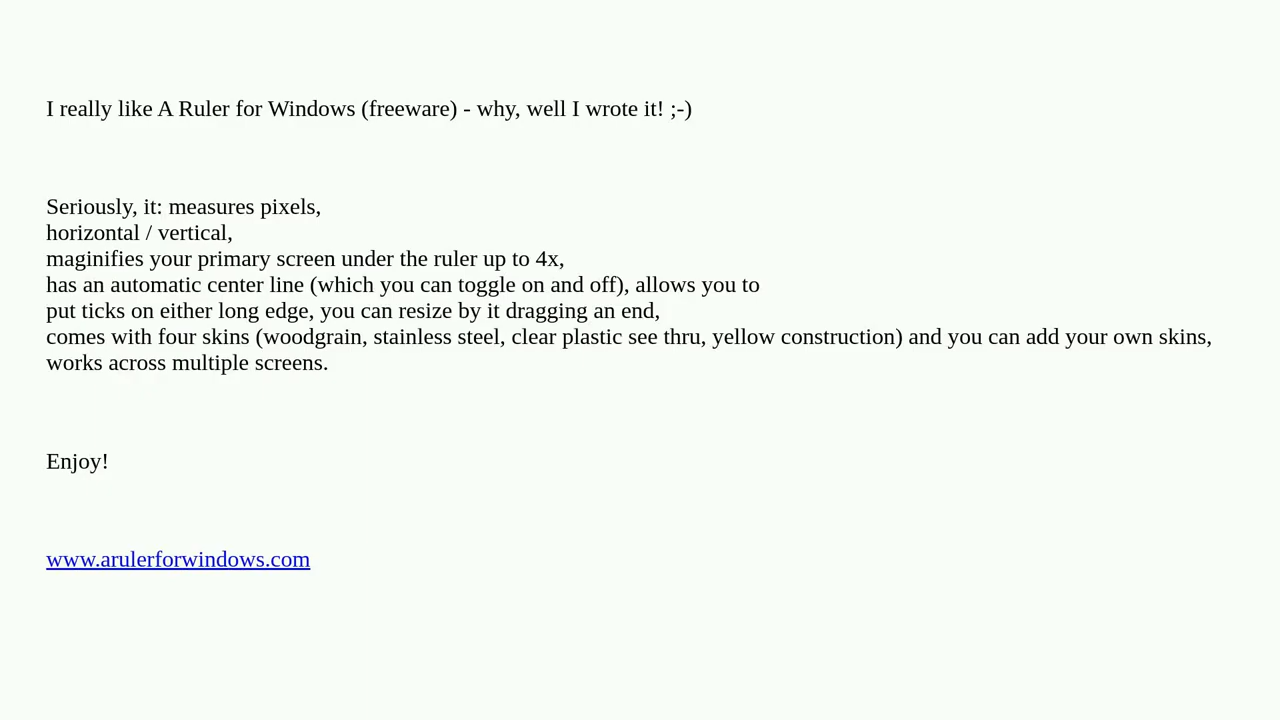 I really like A Ruler for Windows (freeware) - why, well I wrote it! ;-)
Seriously, it: measures pixels,
horizontal / vertical,
maginifies your primary screen under the ruler up to 4x,
has an automatic center line (which you can toggle on and off), allows you to
put ticks on either long edge, you can resize by it dragging an end,
comes with four skins (woodgrain, stainless steel, clear plastic see thru, yellow construction) and you can add your own skins,
works across multiple screens.
Enjoy!
www.arulerforwindows.com